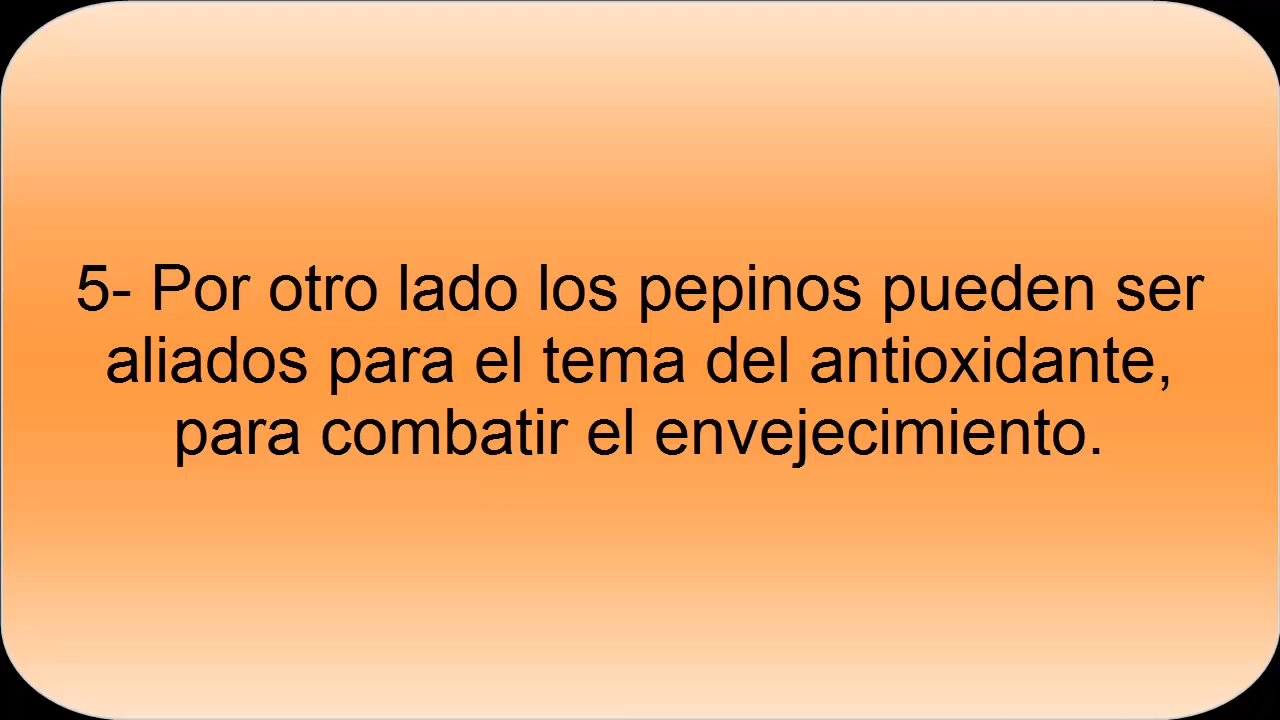 5- Por otro lado los pepinos pueden ser
aliados para el tema del antioxidante,
para combatir el envejecimiento.